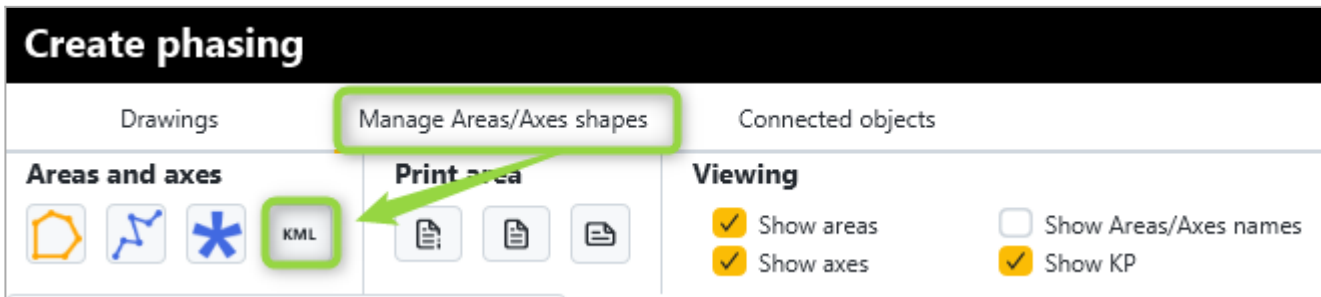 Create phasing
Drawings
Manage Areas/Axes shapes
Connected objects
Areas and axes
Print area
Viewing
KML
Show areas
Show Areas/Axes names
Show axes
Show KP